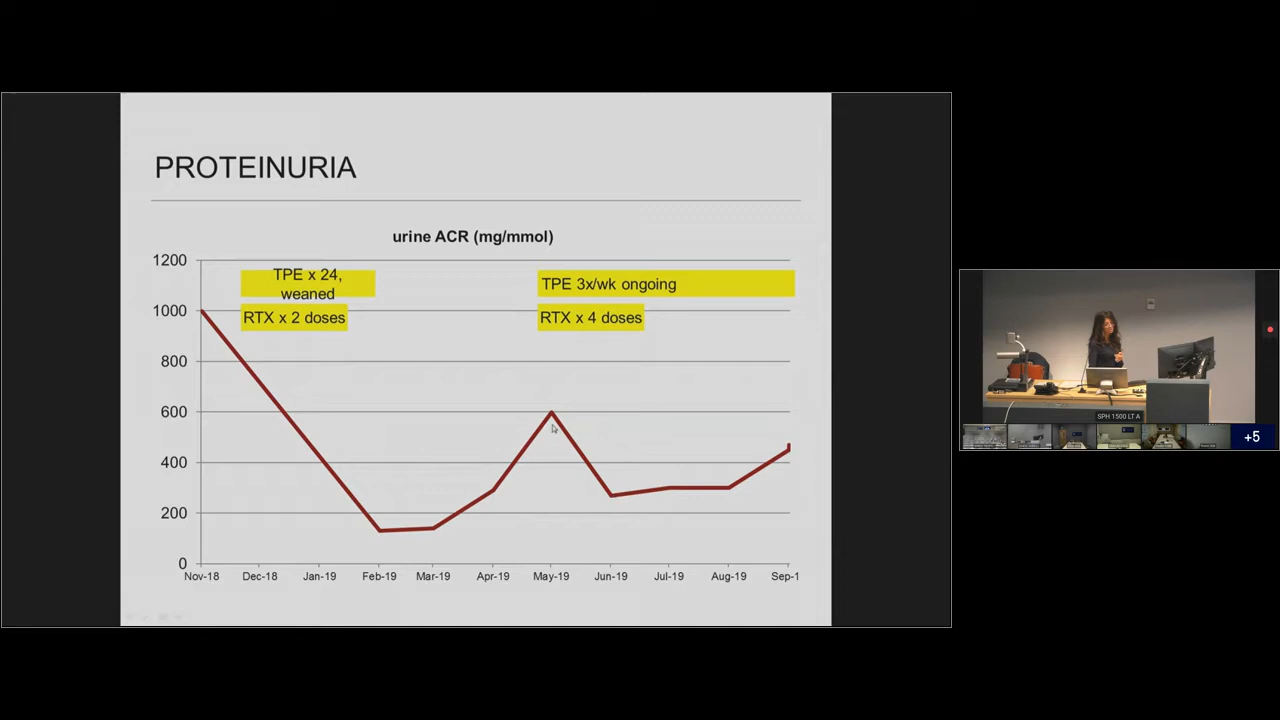 PROTEINURIA
urine ACR (mg/mmol)
1200
1000
800
600
400
200
0
TPE x 24,
weaned
RTX x 2 doses
TPE 3x/wk ongoing
RTX x 4 doses
Nov-18 Dec-18 Jan-19 Feb-19 Mar-19 Apr-19 May-19 Jun-19 Jul-19 Aug-19 Sep-1
SPH 1500 LT A
+5